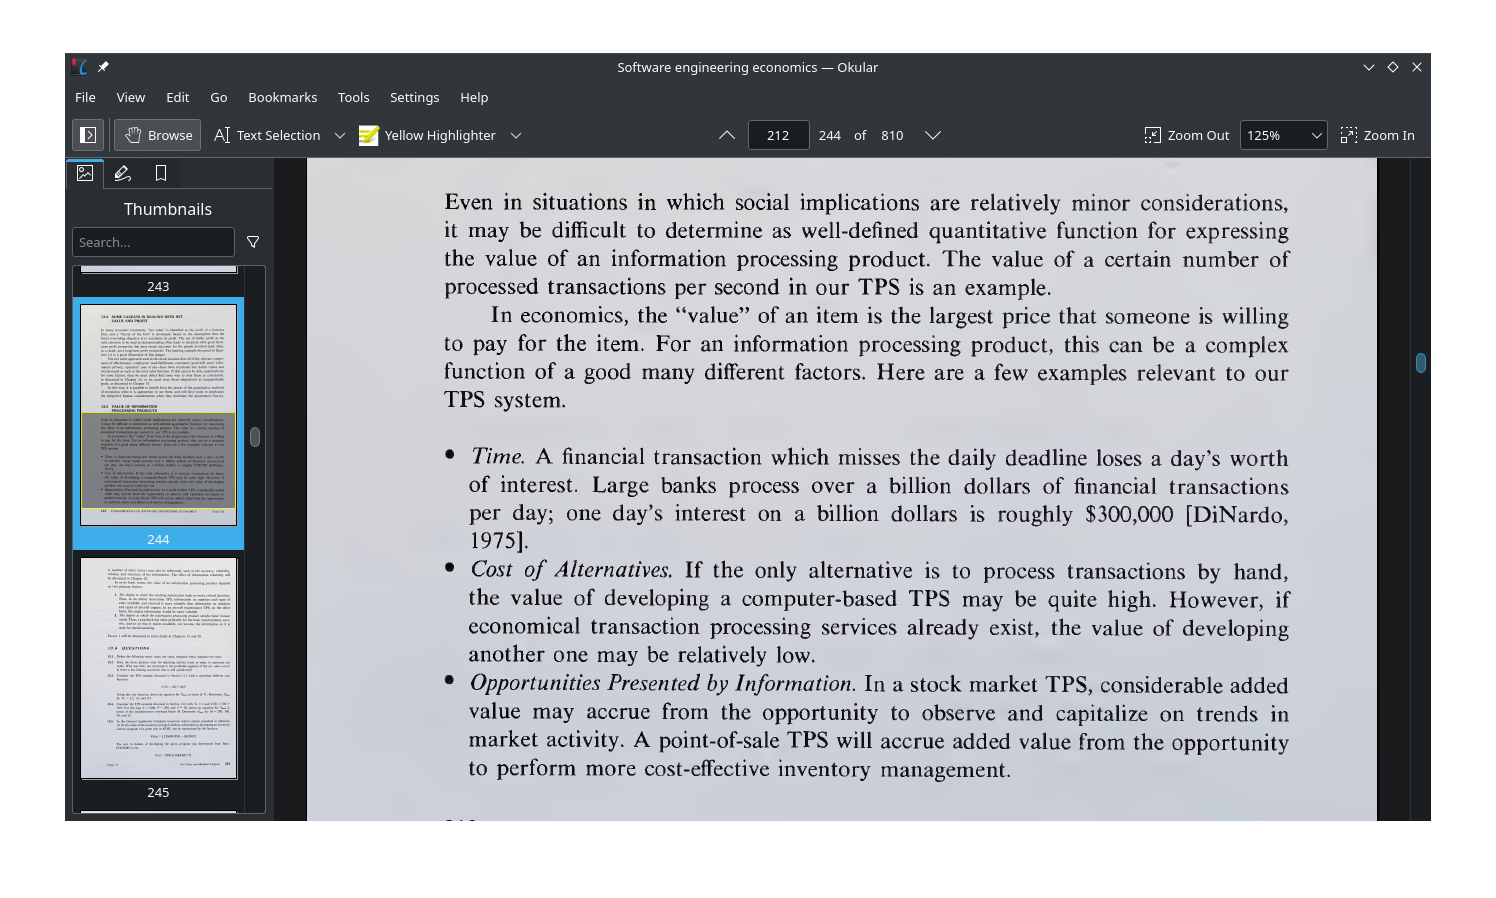 Software engineering economics — Okular
File View Edit Go Bookmarks Tools Settings Help
Browse Text Selection Yellow Highlighter 212 244 of 810 Zoom Out 125% Zoom In
Thumbnails
Search...
243
244
245
Even in situations in which social implications are relatively minor considerations,
it may be difficult to determine as well-defined quantitative function for expressing
the value of an information processing product. The value of a certain number of
processed transactions per second in our TPS is an example.
In economics, the “value” of an item is the largest price that someone is willing
to pay for the item. For an information processing product, this can be a complex
function of a good many different factors. Here are a few examples relevant to our
TPS system.
• Time. A financial transaction which misses the daily deadline loses a day’s worth
of interest. Large banks process over a billion dollars of financial transactions
per day; one day’s interest on a billion dollars is roughly $300,000 [DiNardo,
1975].
• Cost of Alternatives. If the only alternative is to process transactions by hand,
the value of developing a computer-based TPS may be quite high. However, if
economical transaction processing services already exist, the value of developing
another one may be relatively low.
• Opportunities Presented by Information. In a stock market TPS, considerable added
value may accrue from the opportunity to observe and capitalize on trends in
market activity. A point-of-sale TPS will accrue added value from the opportunity
to perform more cost-effective inventory management.